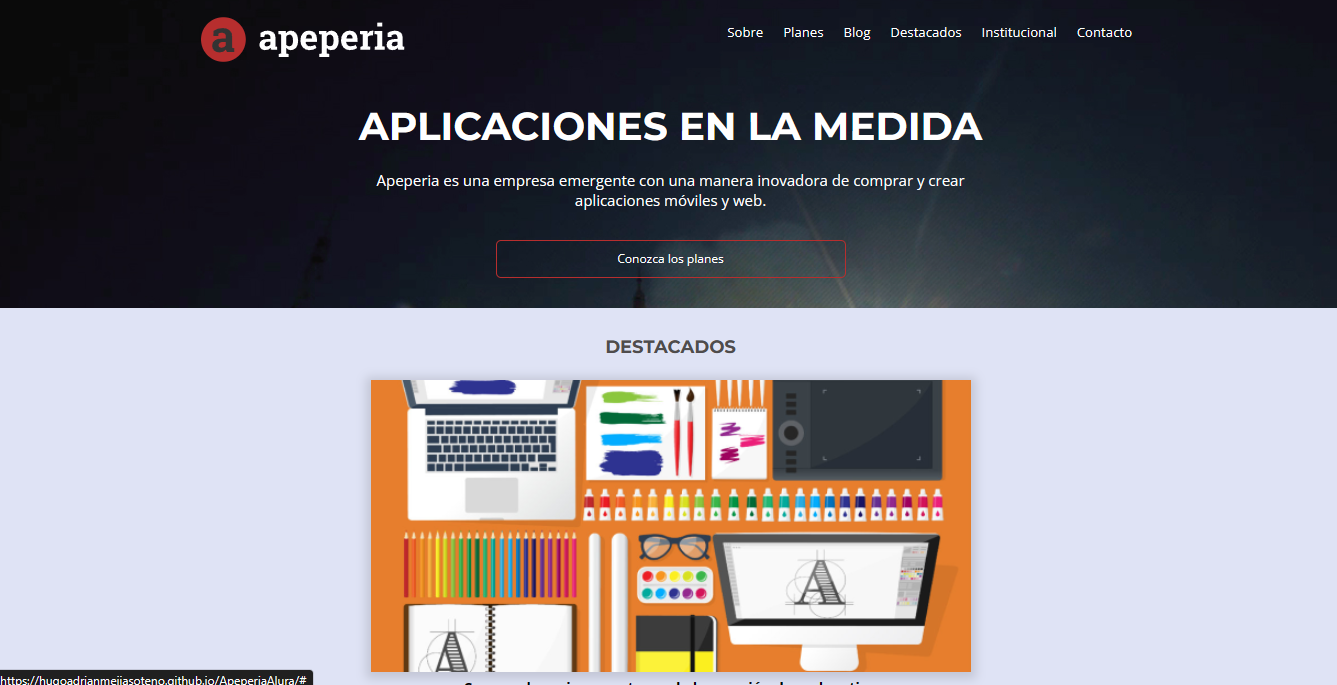 a apeperia
Sobre Planes Blog Destacados Institucional Contacto
APLICACIONES EN LA MEDIDA
Apeperia es una empresa emergente con una manera inovadora de comprar y crear
aplicaciones móviles y web.
Conozca los planes
DESTACADOS
A
A
https://hugoadrianmejiasoteno.github.io/ApeperiaAlura/#